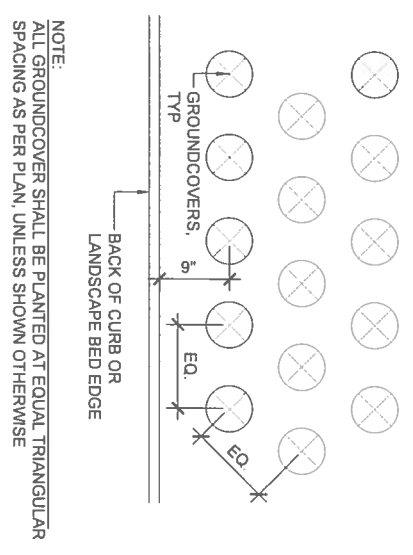 GROUNDCOVERS,
TYP
9"
EQ.
EQ.
BACK OF CURB OR
LANDSCAPE BED EDGE
NOTE:
ALL GROUNDCOVER SHALL BE PLANTED AT EQUAL TRIANGULAR
SPACING AS PER PLAN, UNLESS SHOWN OTHERWISE